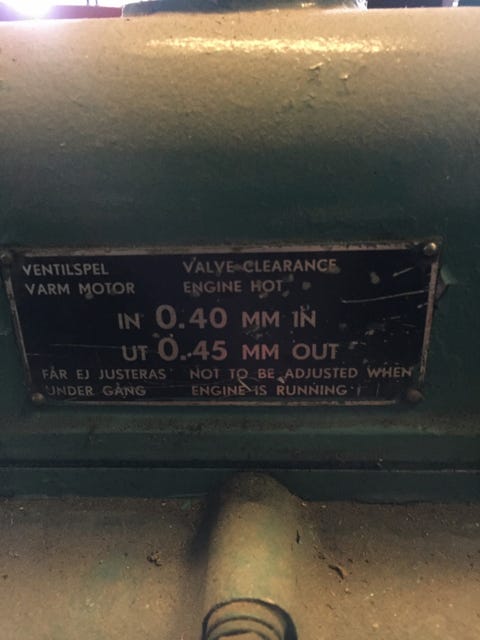 VENTILSPEL VALVE CLEARANCE
VARM MOTOR ENGINE HOT
IN 0.40 MM IN
UT 0.45 MM OUT
FÅR EJ JUSTERAS NOT TO BE ADJUSTED WHEN
UNDER GÅNG ENGINE IS RUNNING